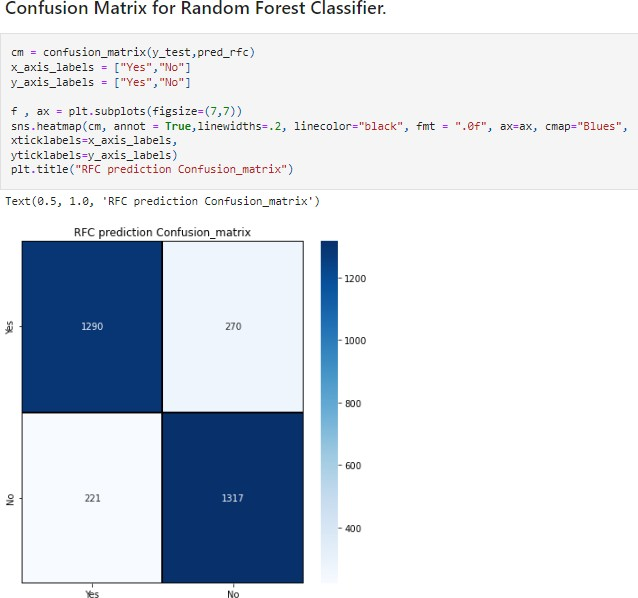 Confusion Matrix for Random Forest Classifier.
cm = confusion_matrix(y_test,pred_rfc)
x_axis_labels = ["Yes","No"]
y_axis_labels = ["Yes","No"]
f , ax = plt.subplots(figsize=(7,7))
sns.heatmap(cm, annot = True,linewidths=.2, linecolor="black", fmt = ".0f", ax=ax, cmap="Blues",
xticklabels=x_axis_labels,
yticklabels=y_axis_labels)
plt.title("RFC prediction Confusion_matrix")
Text(0.5, 1.0, 'RFC prediction Confusion_matrix')
RFC prediction Confusion_matrix
1200
Yes
1290
270
1000
800
600
No
221
1317
400
Yes
No